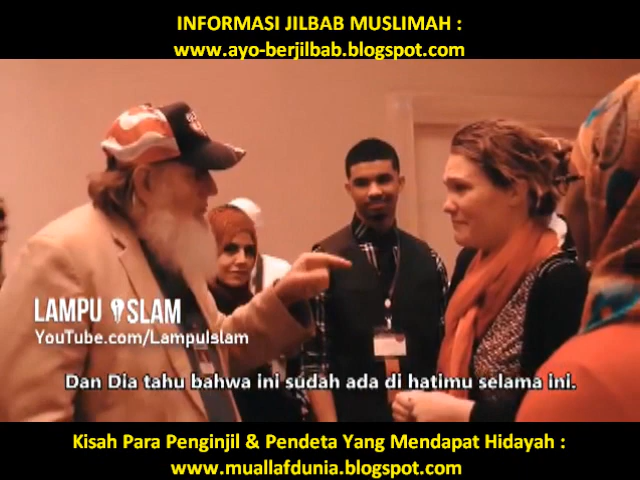 INFORMASI JILBAB MUSLIMAH :
www.ayo-berjilbab.blogspot.com
LAMPU ISLAM
YouTube.com/LampuIslam
Dan Dia tahu bahwa ini sudah ada di hatimu selama ini.
Kisah Para Penginjil & Pendeta Yang Mendapat Hidayah :
www.muallafdunia.blogspot.com